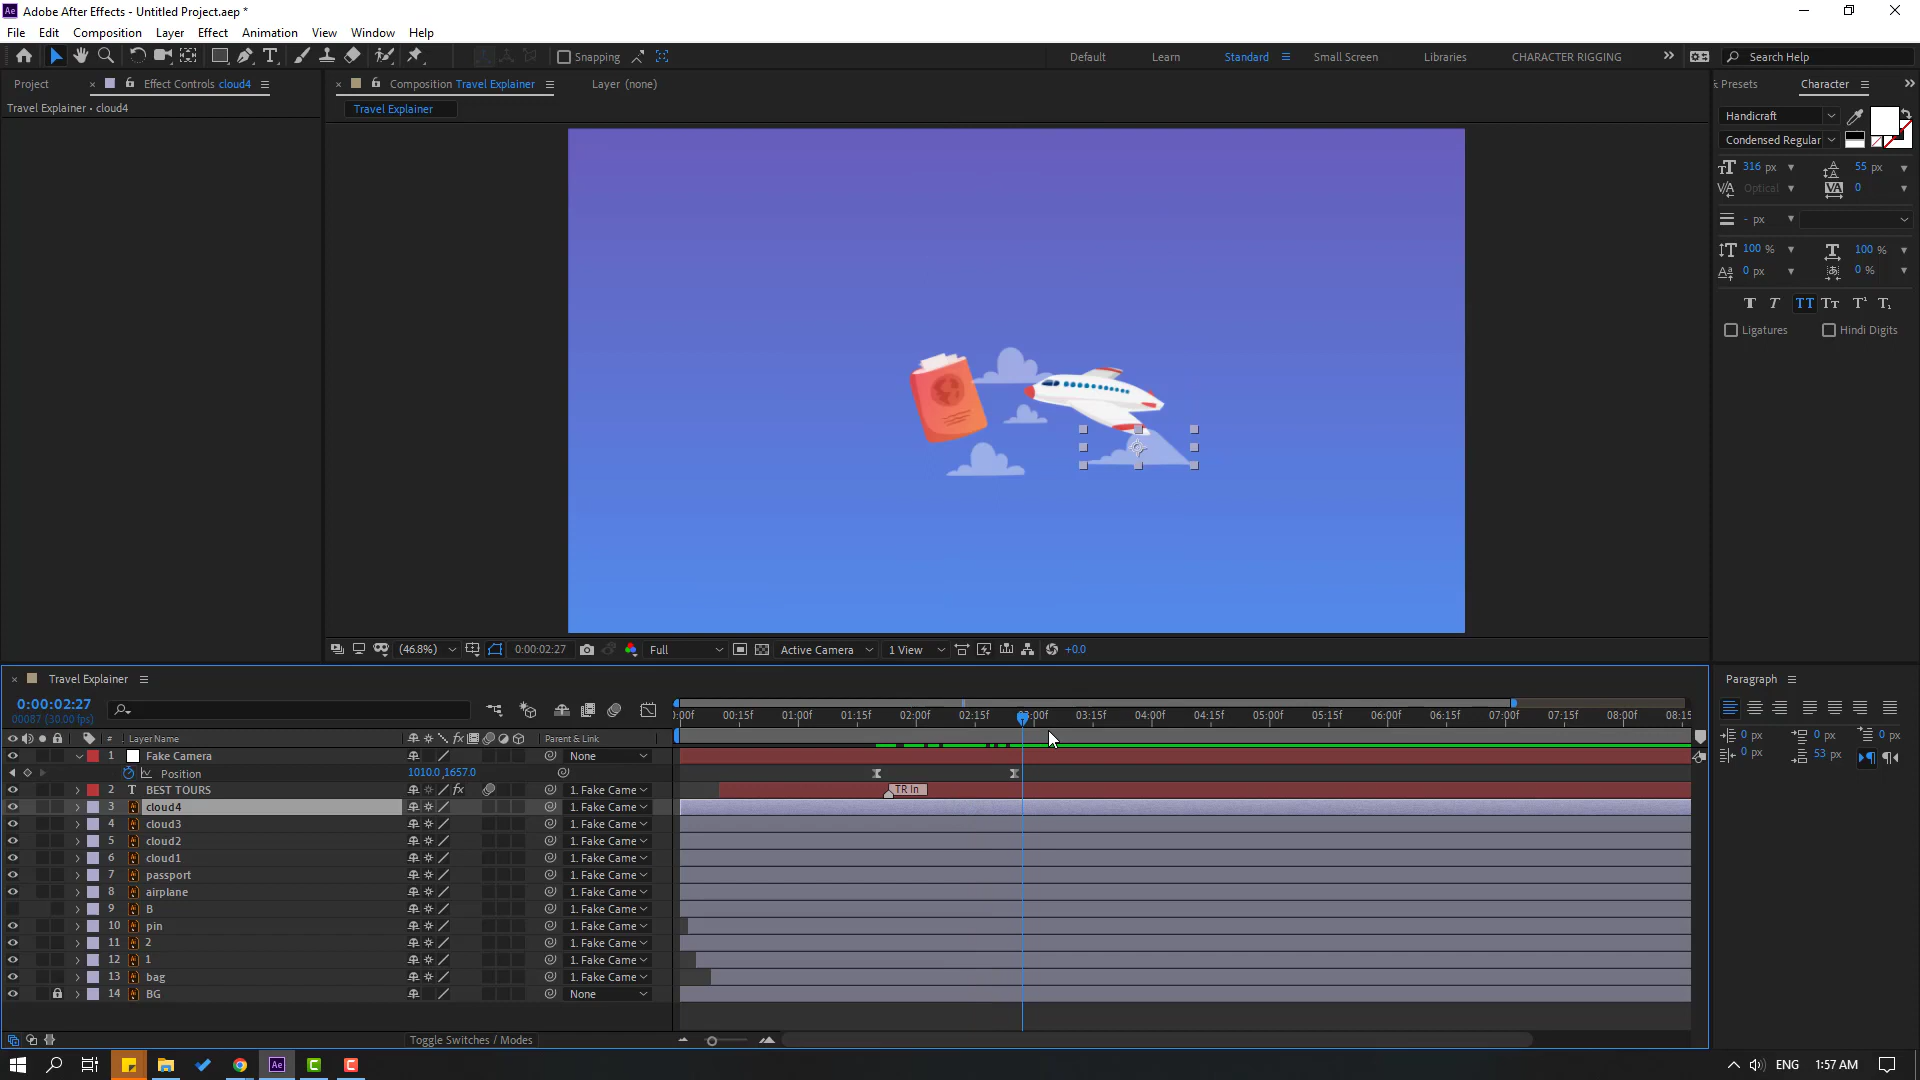 Adobe After Effects - Untitled Project.aep *
File Edit Composition Layer Effect Animation View Window Help
Snapping
Default Learn Standard Small Screen Libraries CHARACTER RIGGING Search Help
Project Effect Controls cloud4
Travel Explainer • cloud4
Composition Travel Explainer Layer (none)
Travel Explainer
Presets Character
Handicraft
Condensed Regular
316 px 55 px
Optical 0
- px
100 % 100 %
0 px 0 %
Ligatures Hindi Digits
(46.8%) 0:00:02:27 Full Active Camera 1 View +0.0
Travel Explainer
0:00:02:27
00087 (30.00 fps)
:00f 00:15f 01:00f 01:15f 02:00f 02:15f 03:00f 03:15f 04:00f 04:15f 05:00f 05:15f 06:00f 06:15f 07:00f 07:15f 08:00f 08:15
# Layer Name Parent & Link
1 Fake Camera None
Position 1010.0 ,1657.0
2 T BEST TOURS fx 1. Fake Came TR In
3 cloud4 1. Fake Came
4 cloud3 1. Fake Came
5 cloud2 1. Fake Came
6 cloud1 1. Fake Came
7 passport 1. Fake Came
8 airplane 1. Fake Came
9 B 1. Fake Came
10 pin 1. Fake Came
11 2 1. Fake Came
12 1 1. Fake Came
13 bag 1. Fake Came
14 BG None
Toggle Switches / Modes
Paragraph
0 px 0 px 0 px
0 px 53 px
ENG 1:57 AM